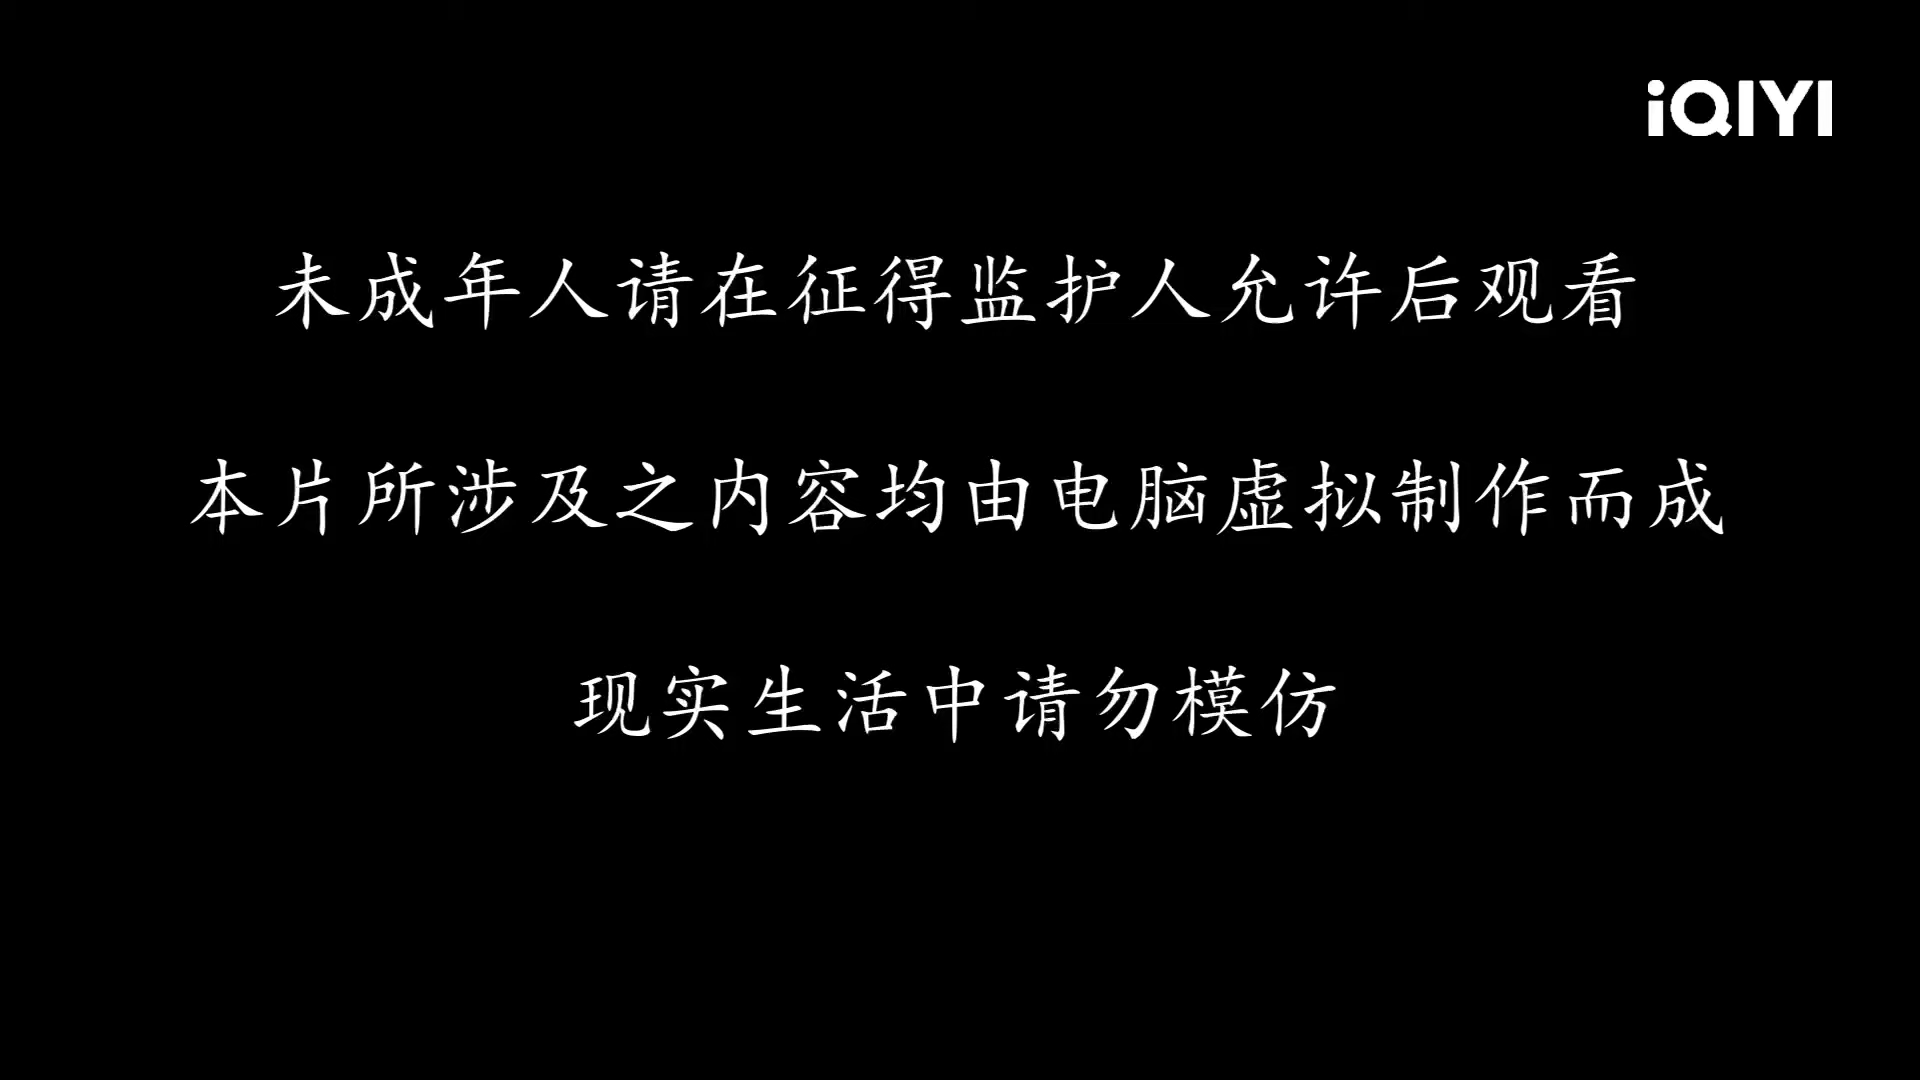 iQIYI
未成年人请在征得监护人允许后观看
本片所涉及之内容均由电脑虚拟制作而成
现实生活中请勿模仿